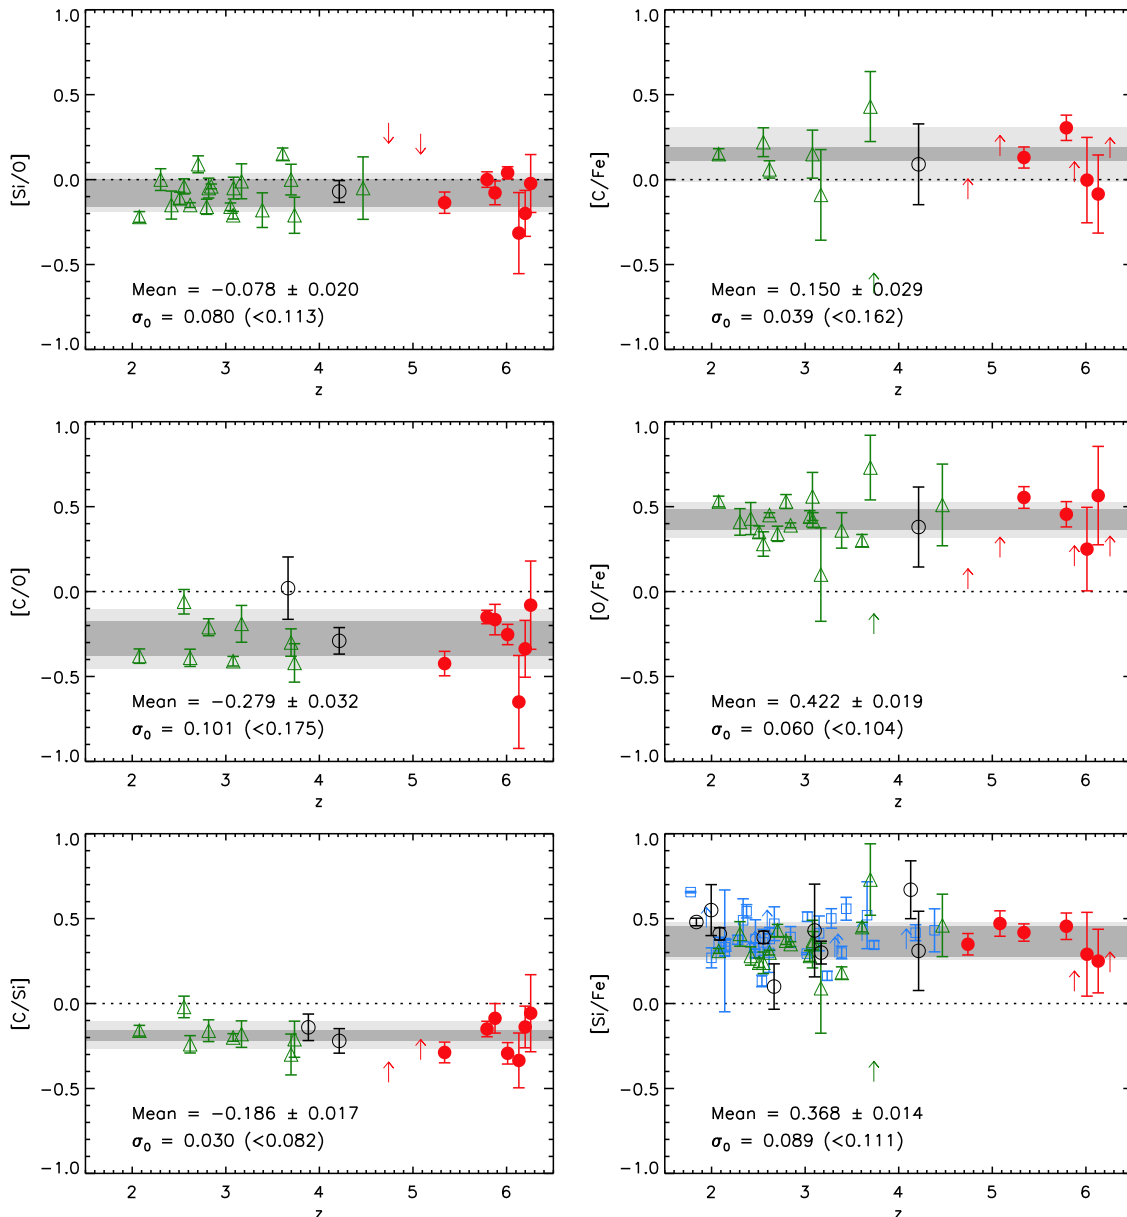 1.0
0.5
0.0
−0.5
−1.0
[Si/O]
Mean = −0.078 ± 0.020
σ0 = 0.080 (<0.113)
2 3 4 5 6
z
1.0
0.5
0.0
−0.5
−1.0
[C/Fe]
Mean = 0.150 ± 0.029
σ0 = 0.039 (<0.162)
2 3 4 5 6
z
1.0
0.5
0.0
−0.5
−1.0
[C/O]
Mean = −0.279 ± 0.032
σ0 = 0.101 (<0.175)
2 3 4 5 6
z
1.0
0.5
0.0
−0.5
−1.0
[O/Fe]
Mean = 0.422 ± 0.019
σ0 = 0.060 (<0.104)
2 3 4 5 6
z
1.0
0.5
0.0
−0.5
−1.0
[C/Si]
Mean = −0.186 ± 0.017
σ0 = 0.030 (<0.082)
2 3 4 5 6
z
1.0
0.5
0.0
−0.5
−1.0
[Si/Fe]
Mean = 0.368 ± 0.014
σ0 = 0.089 (<0.111)
2 3 4 5 6
z